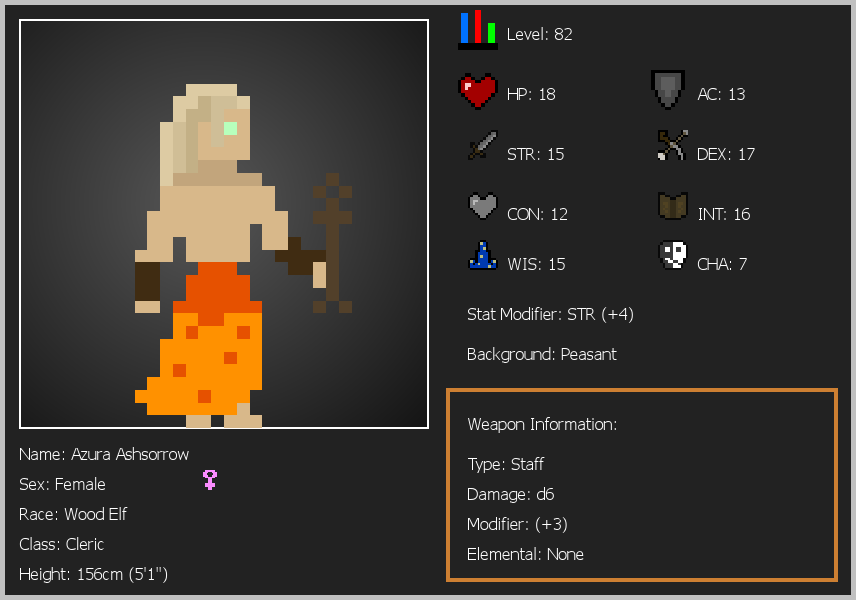 Level: 82
HP: 18
AC: 13
STR: 15
DEX: 17
CON: 12
INT: 16
WIS: 15
CHA: 7
Stat Modifier: STR (+4)
Background: Peasant
Weapon Information:
Type: Staff
Damage: d6
Modifier: (+3)
Elemental: None
Name: Azura Ashsorrow
Sex: Female
Race: Wood Elf
Class: Cleric
Height: 156cm (5'1")